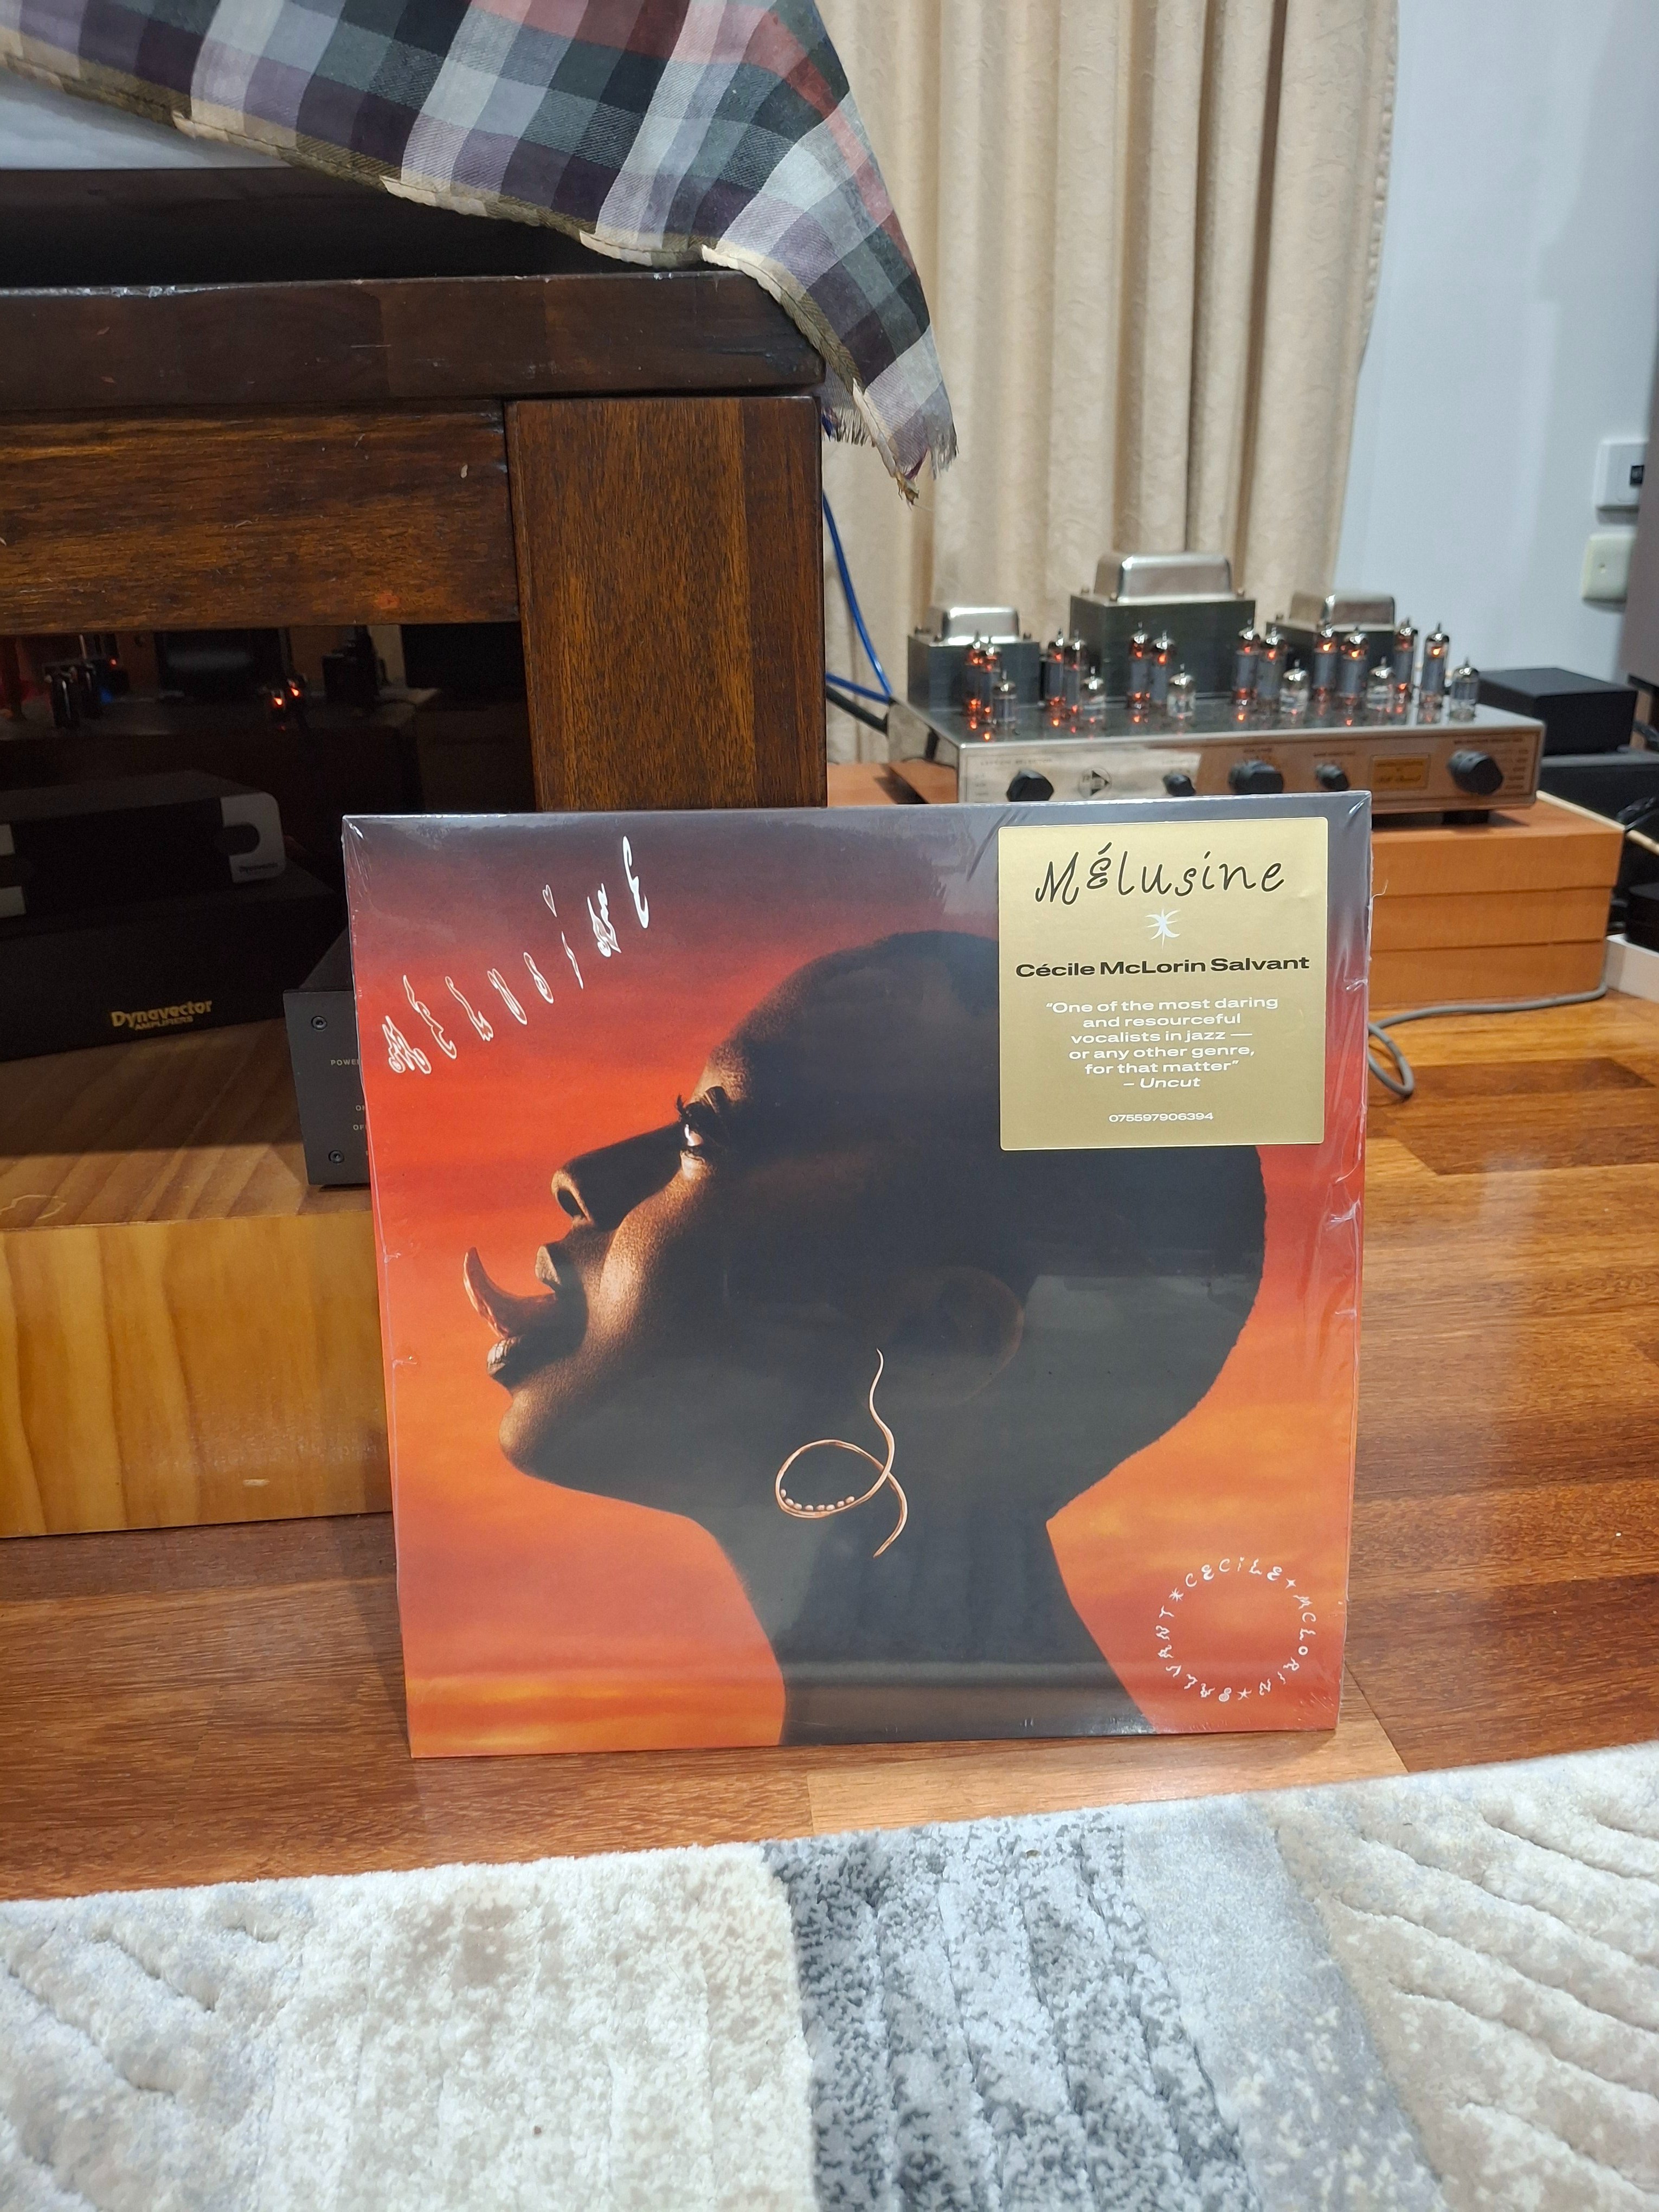 Mélusine
Mélusine
Cécile McLorin Salvant
“One of the most daring
and resourceful
vocalists in jazz —
or any other genre,
for that matter”
– Uncut
075597906394
Dynavector
AMPLIFIERS
CÉCILE MCLORIN SALVANT